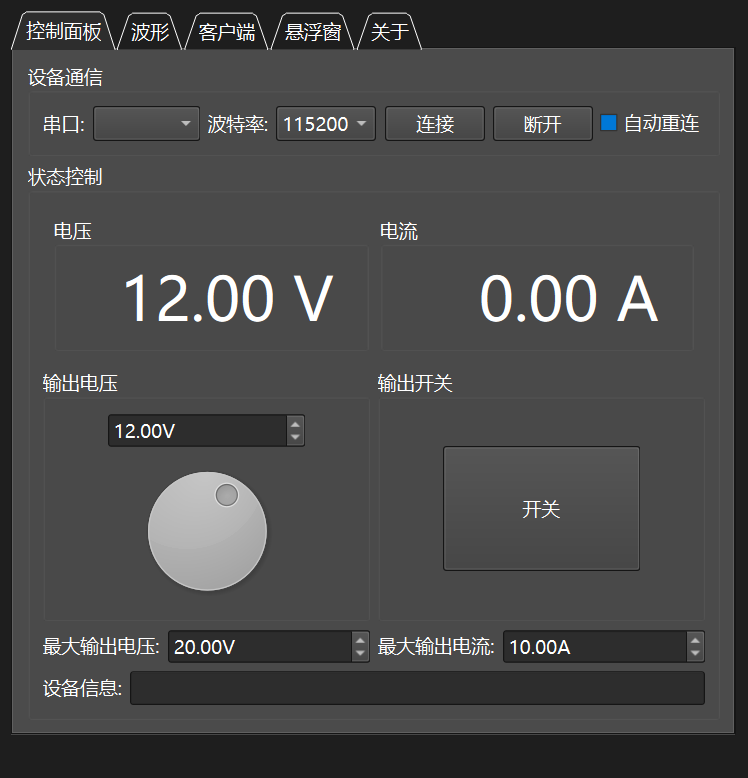 控制面板 波形 客户端 悬浮窗 关于
设备通信
串口: 波特率: 115200 连接 断开 自动重连
状态控制
电压 电流
12.00 V 0.00 A
输出电压 输出开关
12.00V
开关
最大输出电压: 20.00V 最大输出电流: 10.00A
设备信息: